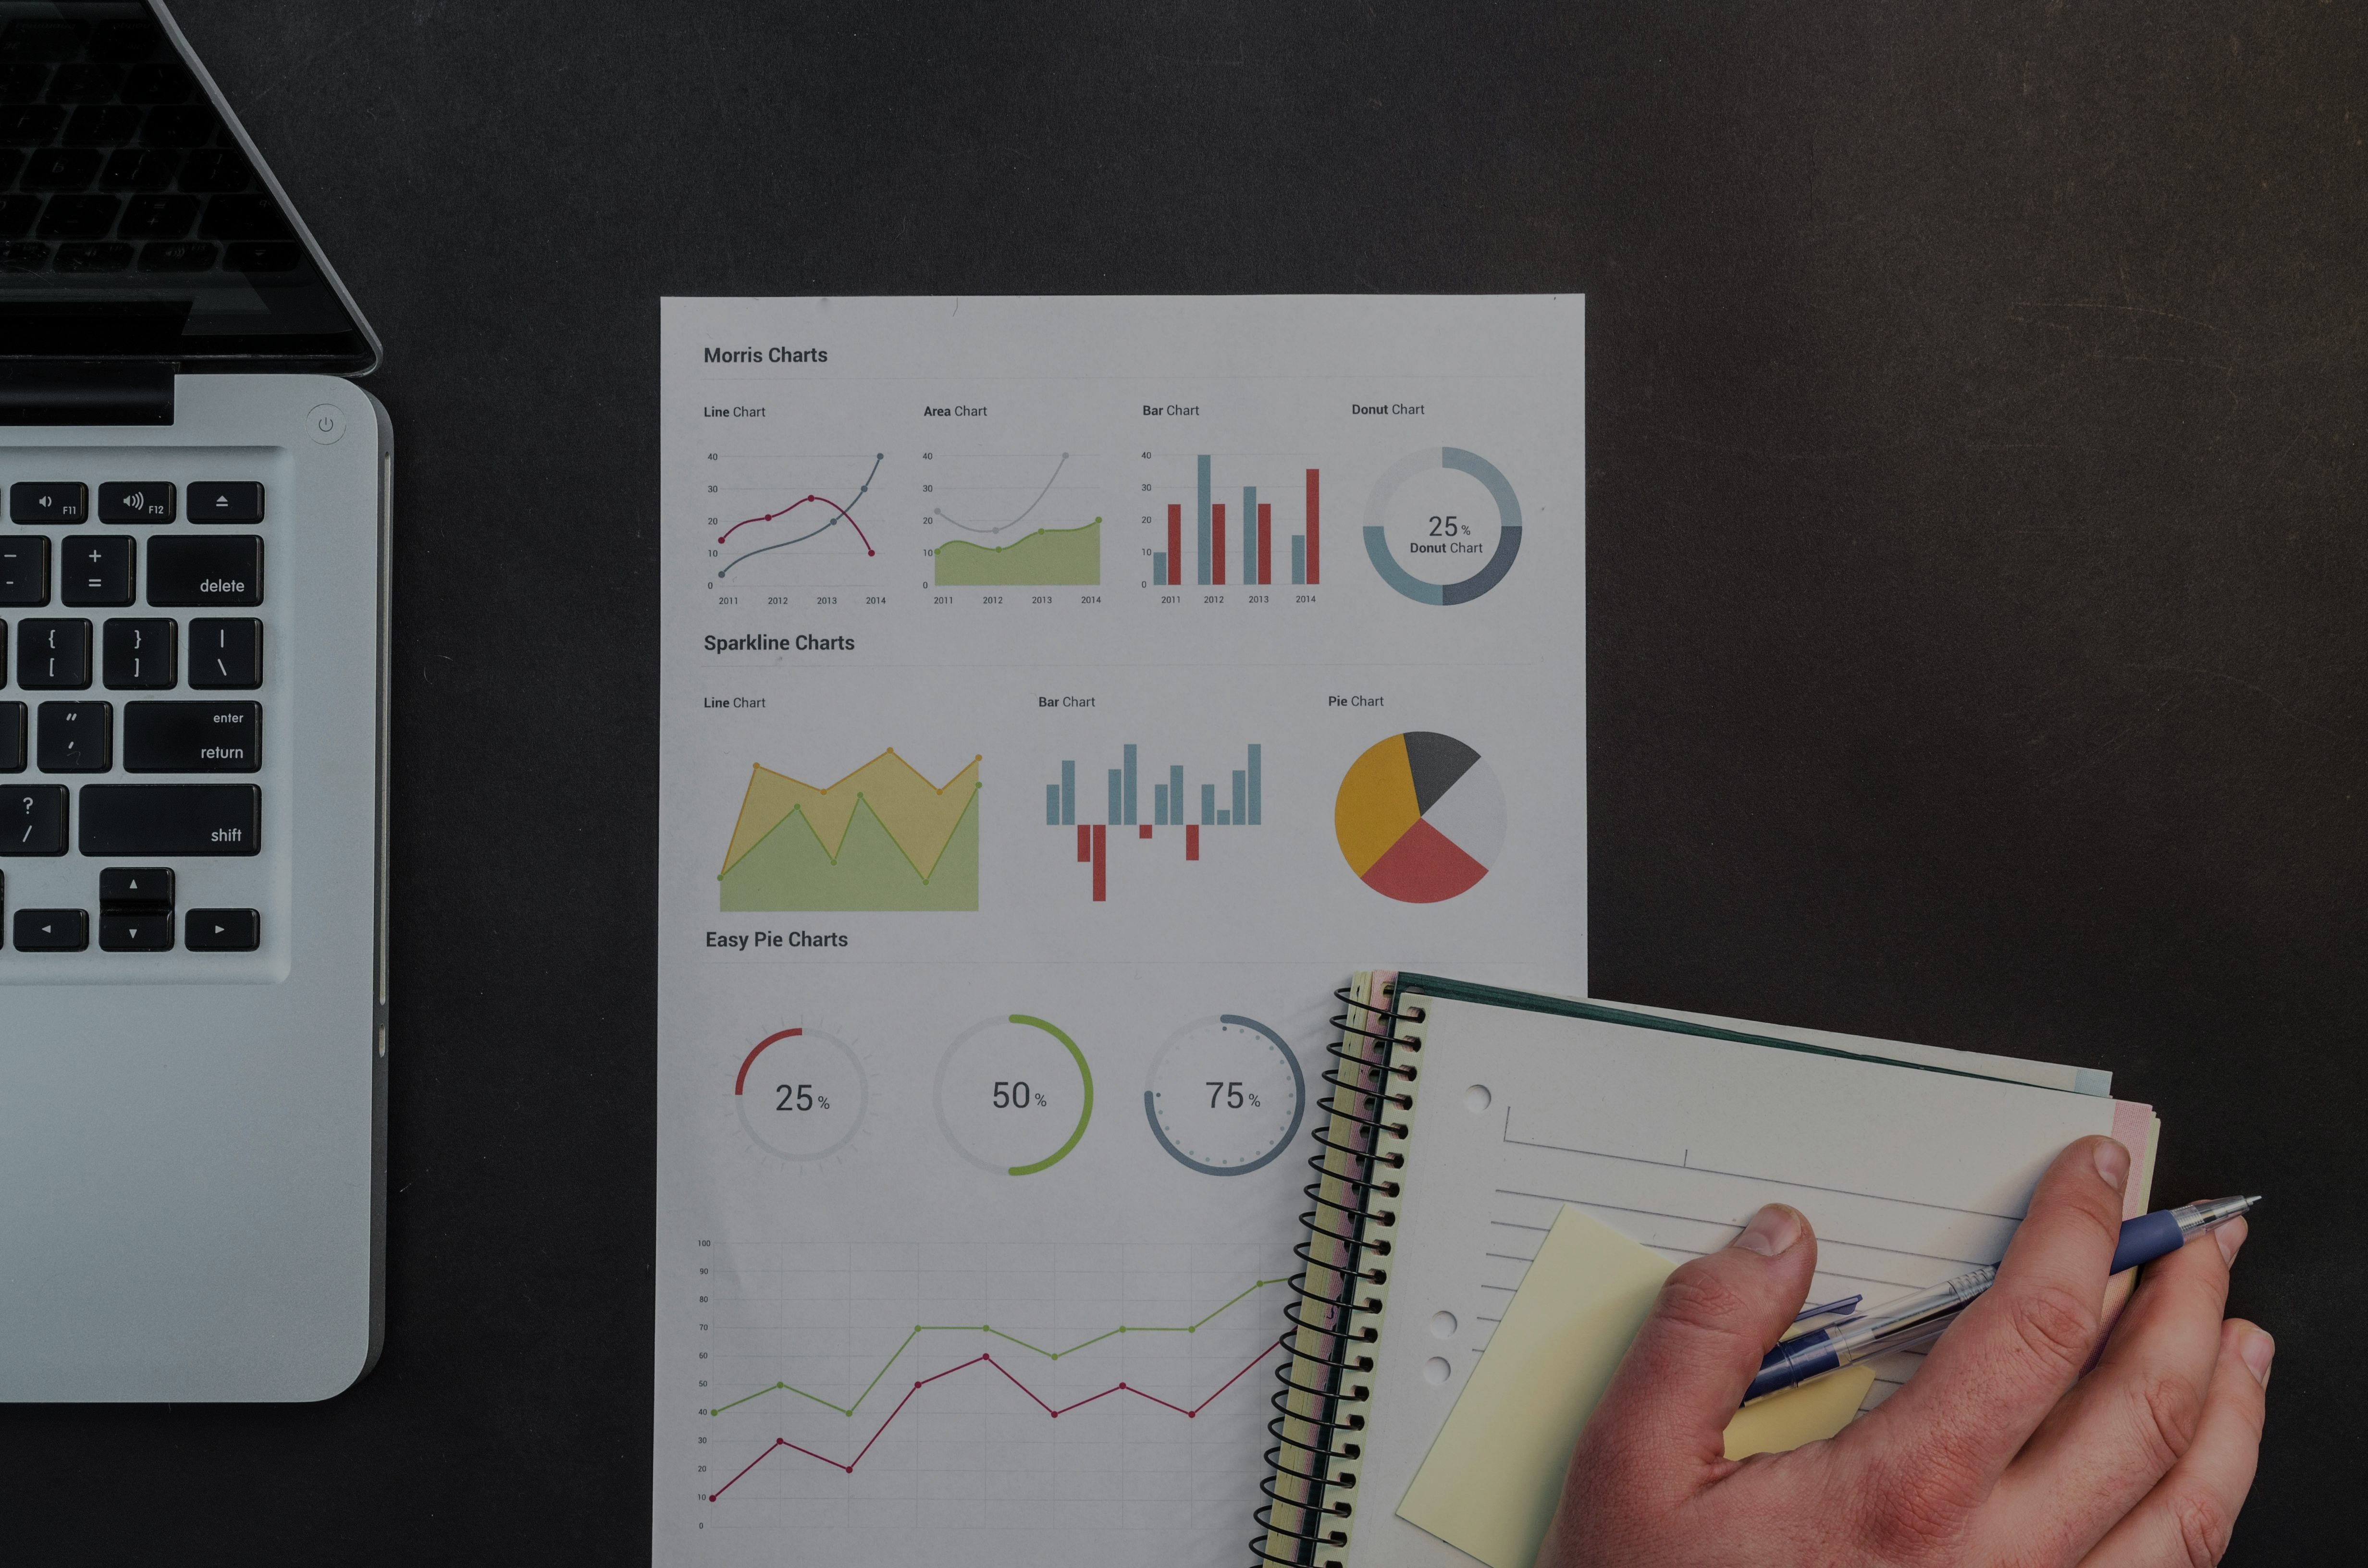 Morris Charts
Line Chart
Area Chart
Bar Chart
Donut Chart
40
30
20
10
0
2011 2012 2013 2014
40
30
20
10
0
2011 2012 2013 2014
40
30
20
10
0
2011 2012 2013 2014
25%
Donut Chart
Sparkline Charts
Line Chart
Bar Chart
Pie Chart
Easy Pie Charts
25%
50%
75%
100
90
80
70
60
50
40
30
20
10
0
F11 F12
- + =
delete
{ } |
[ ] \
" enter
' return
?
/ shift